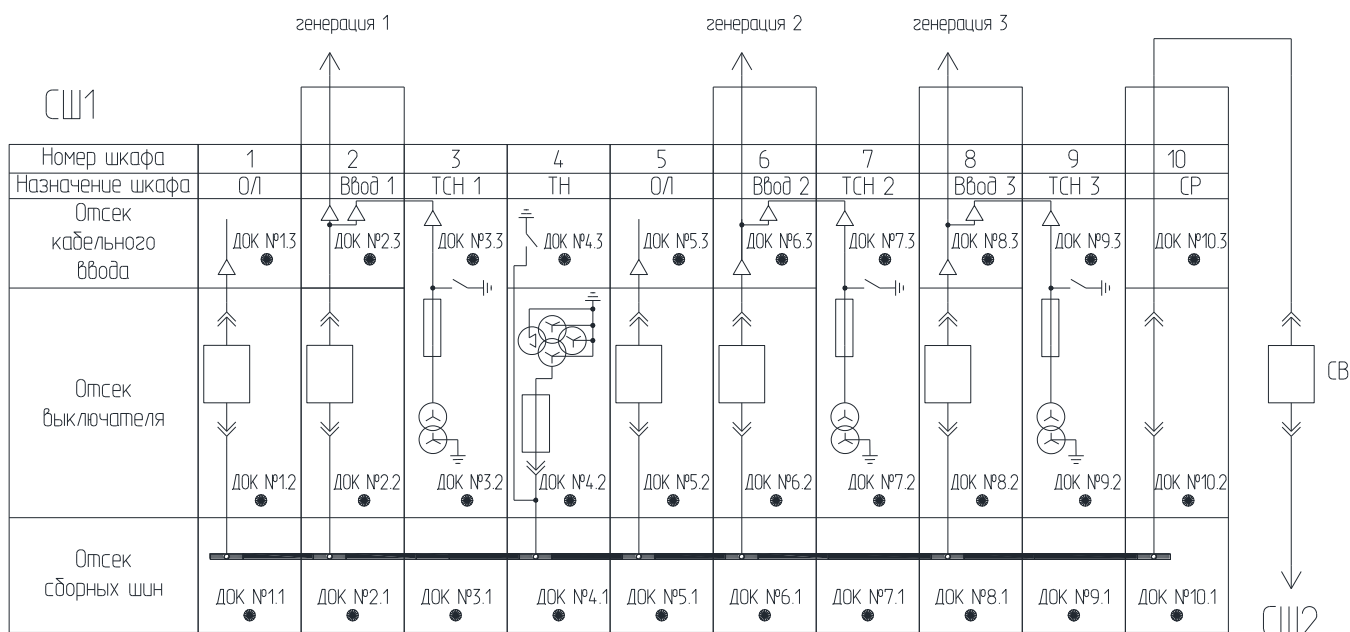 генерация 1 генерация 2 генерация 3
СШ1
Номер шкафа 1 2 3 4 5 6 7 8 9 10
Назначение шкафа ОЛ Ввод 1 ТСН 1 ТН ОЛ Ввод 2 ТСН 2 Ввод 3 ТСН 3 СР
Отсек
кабельного
ввода
ДОК №1.3 ДОК №2.3 ДОК №3.3 ДОК №4.3 ДОК №5.3 ДОК №6.3 ДОК №7.3 ДОК №8.3 ДОК №9.3 ДОК №10.3
Отсек
выключателя
СВ
ДОК №1.2 ДОК №2.2 ДОК №3.2 ДОК №4.2 ДОК №5.2 ДОК №6.2 ДОК №7.2 ДОК №8.2 ДОК №9.2 ДОК №10.2
Отсек
сборных шин
ДОК №1.1 ДОК №2.1 ДОК №3.1 ДОК №4.1 ДОК №5.1 ДОК №6.1 ДОК №7.1 ДОК №8.1 ДОК №9.1 ДОК №10.1
СШ2